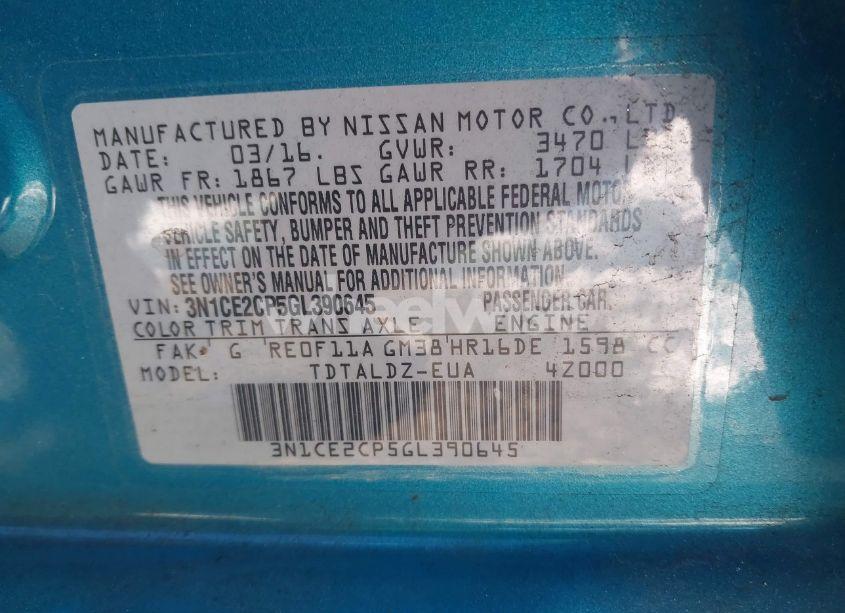 MANUFACTURED BY NISSAN MOTOR CO., LTD
DATE: 03/16. GVWR: 3470
GAWR FR: 1867 LBS GAWR RR: 1704
THIS VEHICLE CONFORMS TO ALL APPLICABLE FEDERAL MOTOR
VEHICLE SAFETY, BUMPER AND THEFT PREVENTION STANDARDS
IN EFFECT ON THE DATE OF MANUFACTURE SHOWN ABOVE.
SEE OWNER'S MANUAL FOR ADDITIONAL INFORMATION
VIN: 3N1CE2CP5GL390645 PASSENGER CAR.
COLOR TRIM TRANS AXLE ENGINE
FAK G RE0F11A GM38 HR16DE 1598 CC
MODEL: TDTALDZ-EUA 4Z000
3N1CE2CP5GL390645